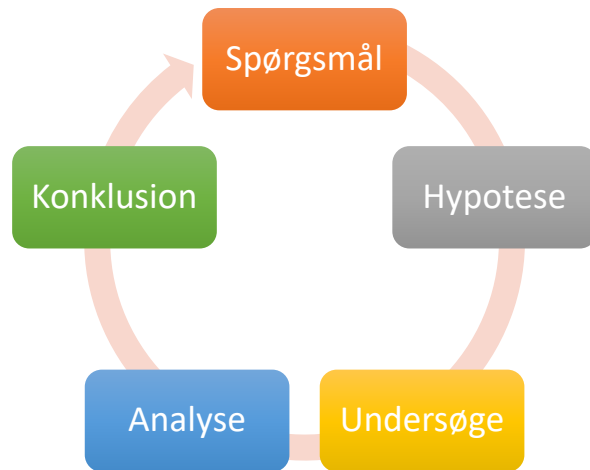 Spørgsmål
Hypotese
Undersøge
Analyse
Konklusion